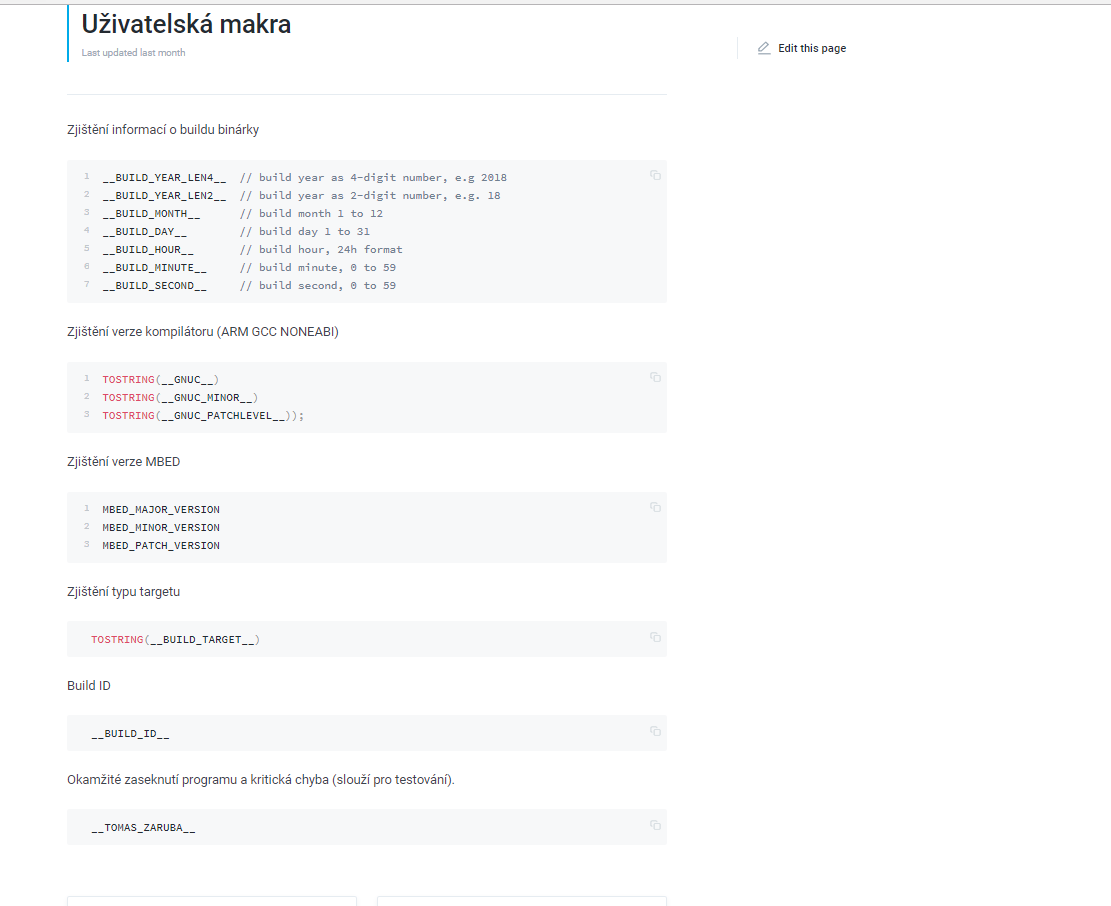 Uživatelská makra
Last updated last month
Edit this page
Zjištění informací o buildu binárky
1 __BUILD_YEAR_LEN4__ // build year as 4-digit number, e.g 2018
2 __BUILD_YEAR_LEN2__ // build year as 2-digit number, e.g. 18
3 __BUILD_MONTH__ // build month 1 to 12
4 __BUILD_DAY__ // build day 1 to 31
5 __BUILD_HOUR__ // build hour, 24h format
6 __BUILD_MINUTE__ // build minute, 0 to 59
7 __BUILD_SECOND__ // build second, 0 to 59
Zjištění verze kompilátoru (ARM GCC NONEABI)
1 TOSTRING(__GNUC__)
2 TOSTRING(__GNUC_MINOR__)
3 TOSTRING(__GNUC_PATCHLEVEL__));
Zjištění verze MBED
1 MBED_MAJOR_VERSION
2 MBED_MINOR_VERSION
3 MBED_PATCH_VERSION
Zjištění typu targetu
TOSTRING(__BUILD_TARGET__)
Build ID
__BUILD_ID__
Okamžité zaseknutí programu a kritická chyba (slouží pro testování).
__TOMAS_ZARUBA__